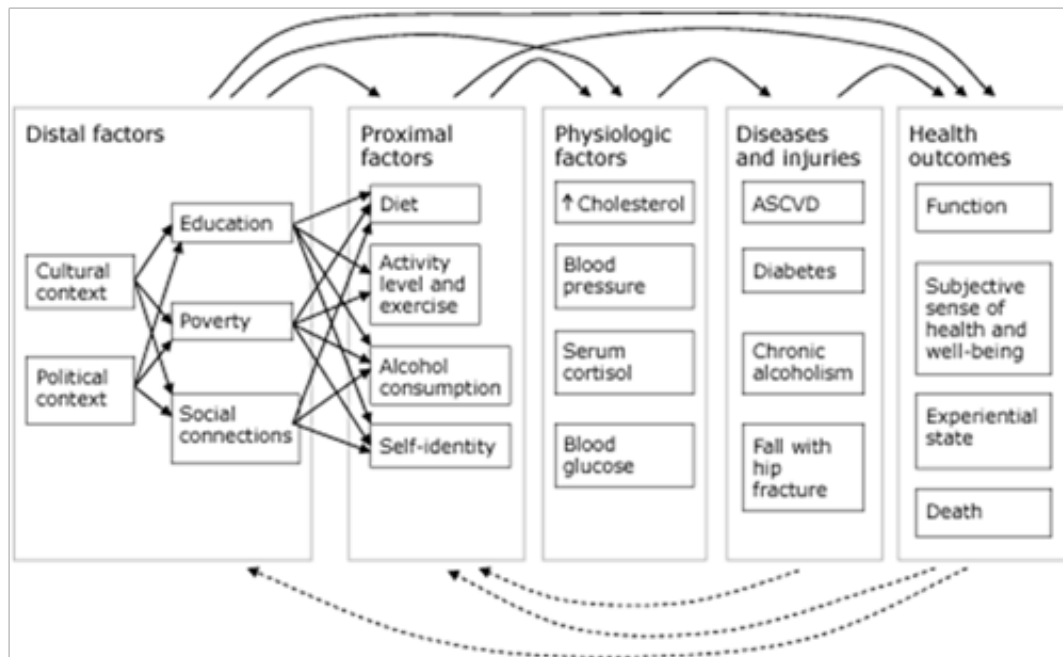 Distal factors
Cultural
context
Political
context
Education
Poverty
Social
connections
Proximal
factors
Diet
Activity
level and
exercise
Alcohol
consumption
Self-identity
Physiologic
factors
↑ Cholesterol
Blood
pressure
Serum
cortisol
Blood
glucose
Diseases
and injuries
ASCVD
Diabetes
Chronic
alcoholism
Fall with
hip
fracture
Health
outcomes
Function
Subjective
sense of
health and
well-being
Experiential
state
Death